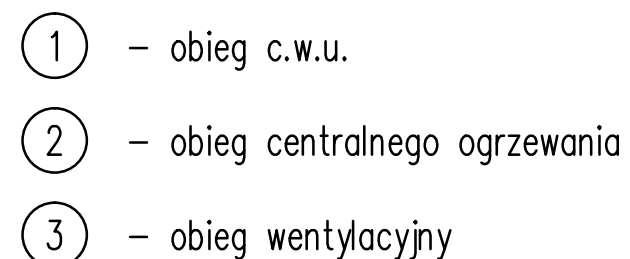 1 – obieg c.w.u.
2 – obieg centralnego ogrzewania
3 – obieg wentylacyjny